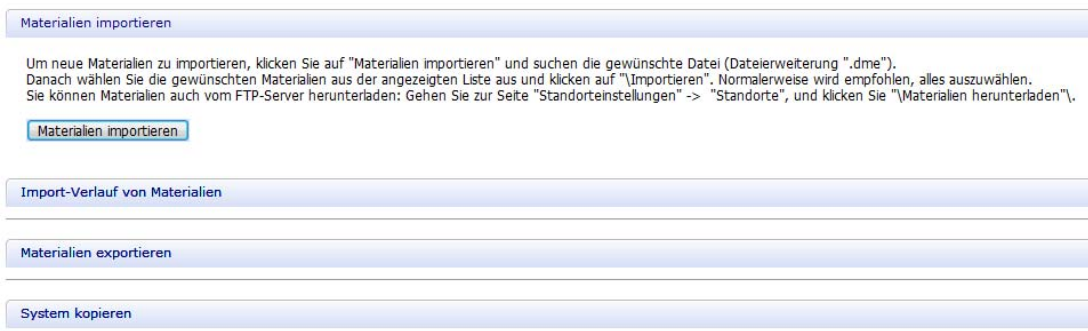 Materialien importieren
Um neue Materialien zu importieren, klicken Sie auf "Materialien importieren" und suchen die gewünschte Datei (Dateierweiterung ".dme").
Danach wählen Sie die gewünschten Materialien aus der angezeigten Liste aus und klicken auf "\Importieren". Normalerweise wird empfohlen, alles auszuwählen.
Sie können Materialien auch vom FTP-Server herunterladen: Gehen Sie zur Seite "Standorteinstellungen" -> "Standorte", und klicken Sie "\Materialien herunterladen"\.
Materialien importieren
Import-Verlauf von Materialien
Materialien exportieren
System kopieren